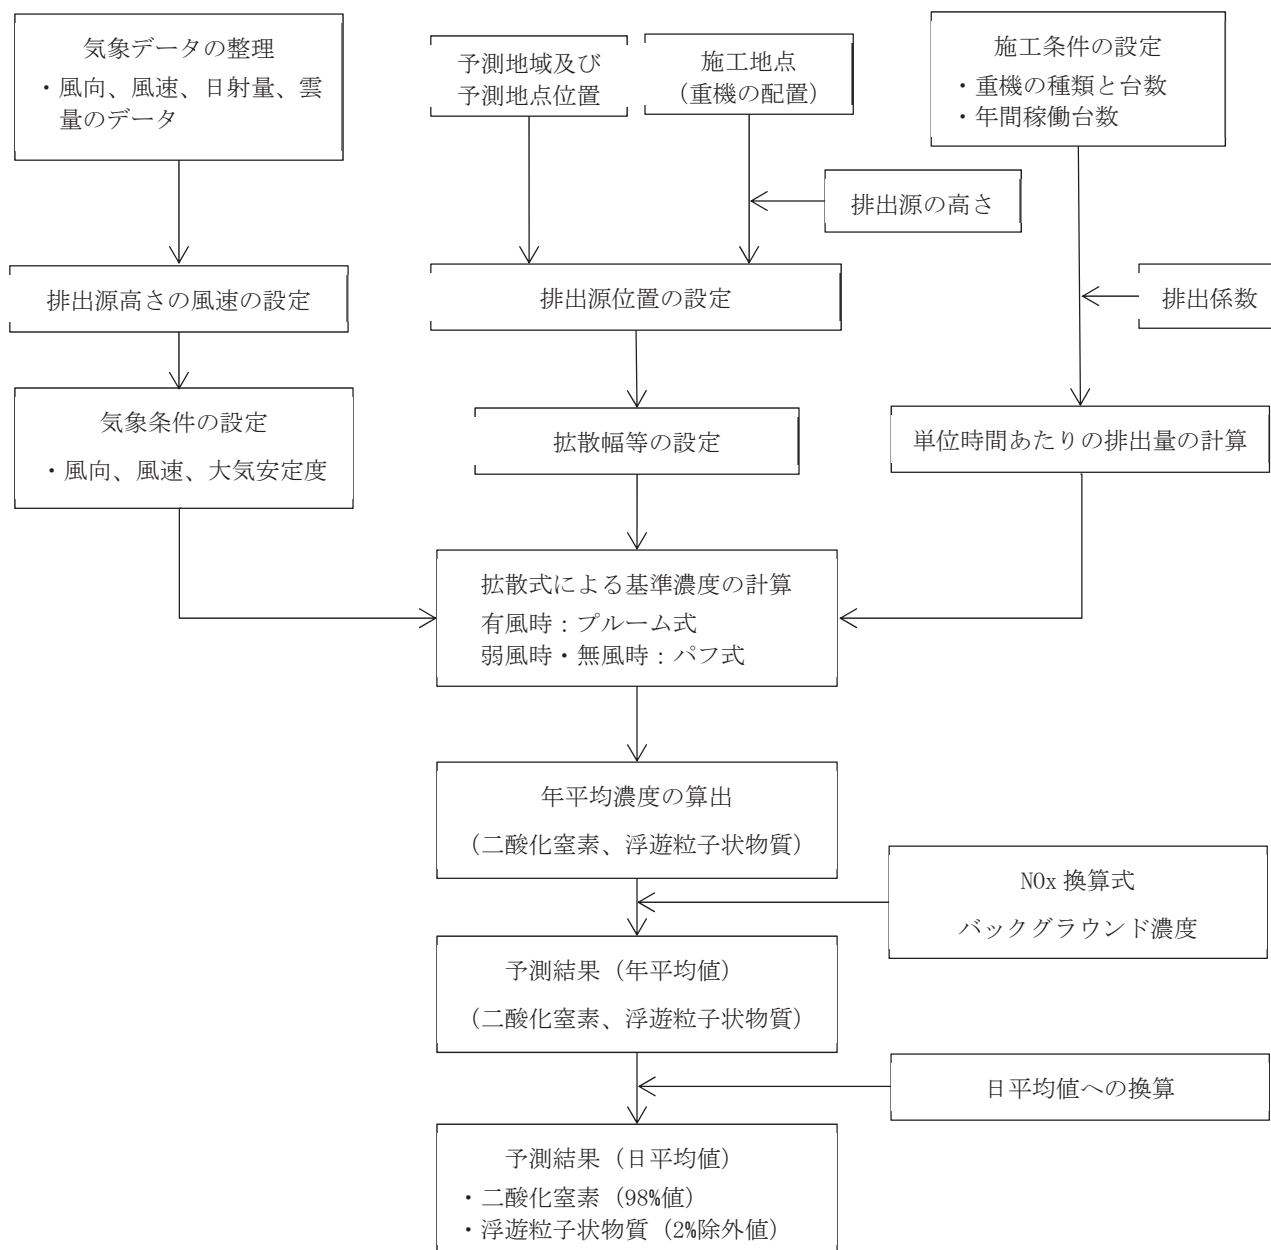 気象データの整理
・風向、風速、日射量、雲
量のデータ
予測地域及び
予測地点位置
施工地点
（重機の配置）
施工条件の設定
・重機の種類と台数
・年間稼働台数
排出源の高さ
排出源高さの風速の設定
排出源位置の設定
排出係数
気象条件の設定
・風向、風速、大気安定度
拡散幅等の設定
単位時間あたりの排出量の計算
拡散式による基準濃度の計算
有風時：プルーム式
弱風時・無風時：パフ式
年平均濃度の算出
（二酸化窒素、浮遊粒子状物質）
NOx 換算式
バックグラウンド濃度
予測結果（年平均値）
（二酸化窒素、浮遊粒子状物質）
日平均値への換算
予測結果（日平均値）
・二酸化窒素（98%値）
・浮遊粒子状物質（2%除外値）